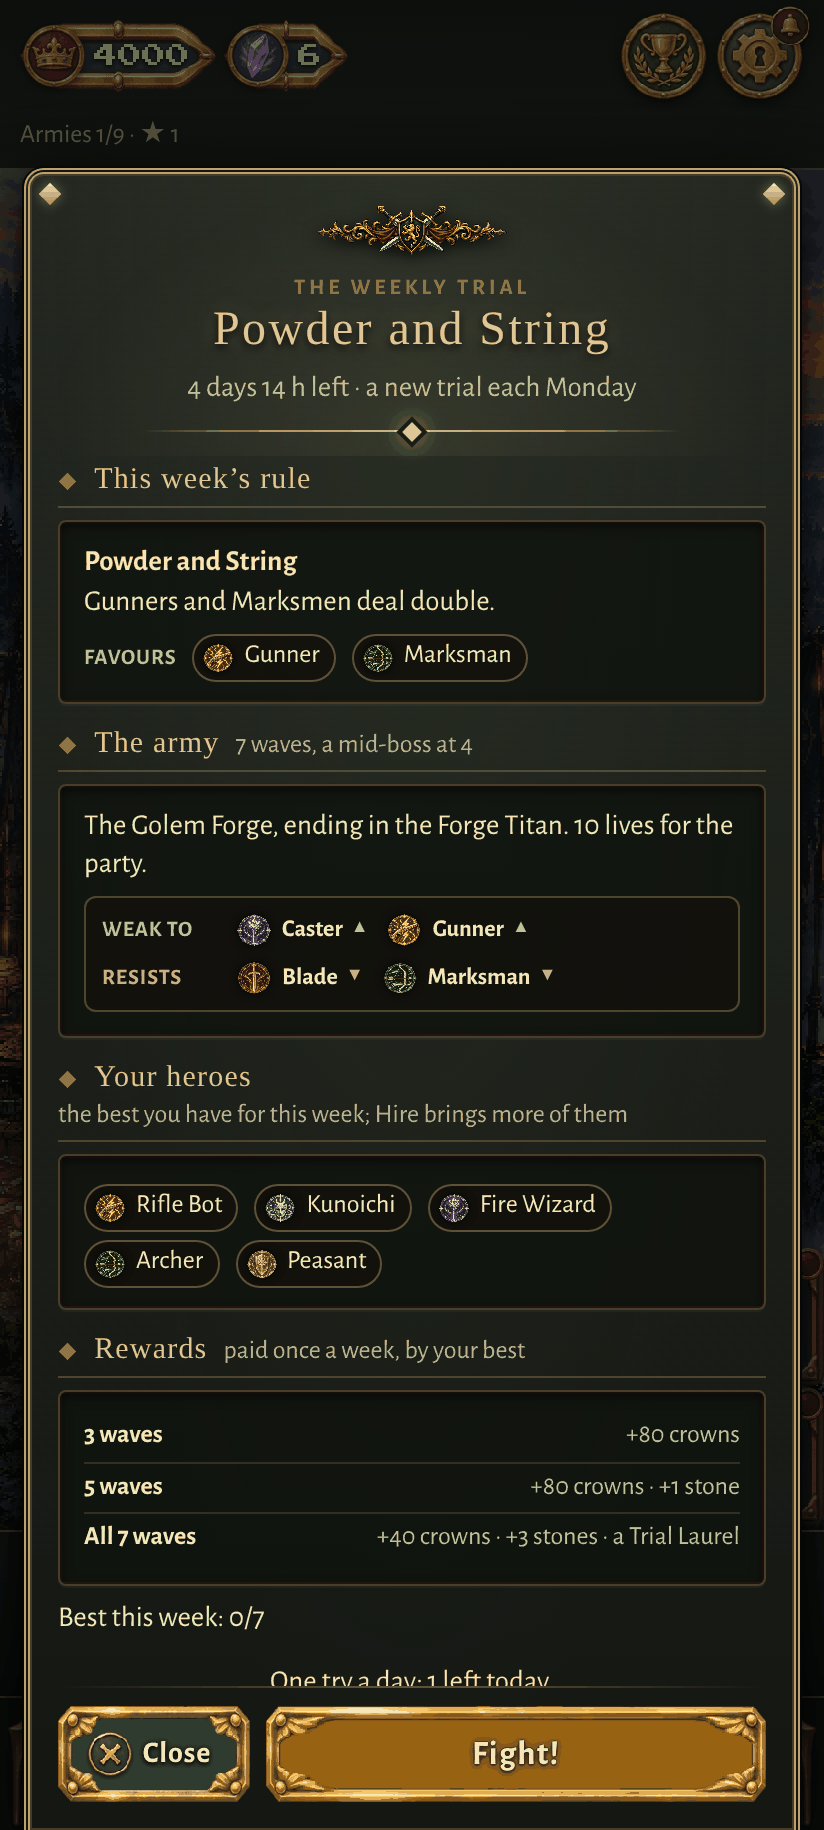 4000
6
Armies 1/9 · ★ 1
THE WEEKLY TRIAL
Powder and String
4 days 14 h left · a new trial each Monday
This week’s rule
Powder and String
Gunners and Marksmen deal double.
FAVOURS Gunner Marksman
The army 7 waves, a mid-boss at 4
The Golem Forge, ending in the Forge Titan. 10 lives for the
party.
WEAK TO Caster ▲ Gunner ▲
RESISTS Blade ▼ Marksman ▼
Your heroes
the best you have for this week; Hire brings more of them
Rifle Bot Kunoichi Fire Wizard
Archer Peasant
Rewards paid once a week, by your best
3 waves +80 crowns
5 waves +80 crowns · +1 stone
All 7 waves +40 crowns · +3 stones · a Trial Laurel
Best this week: 0/7
One try a day: 1 left today
Close Fight!